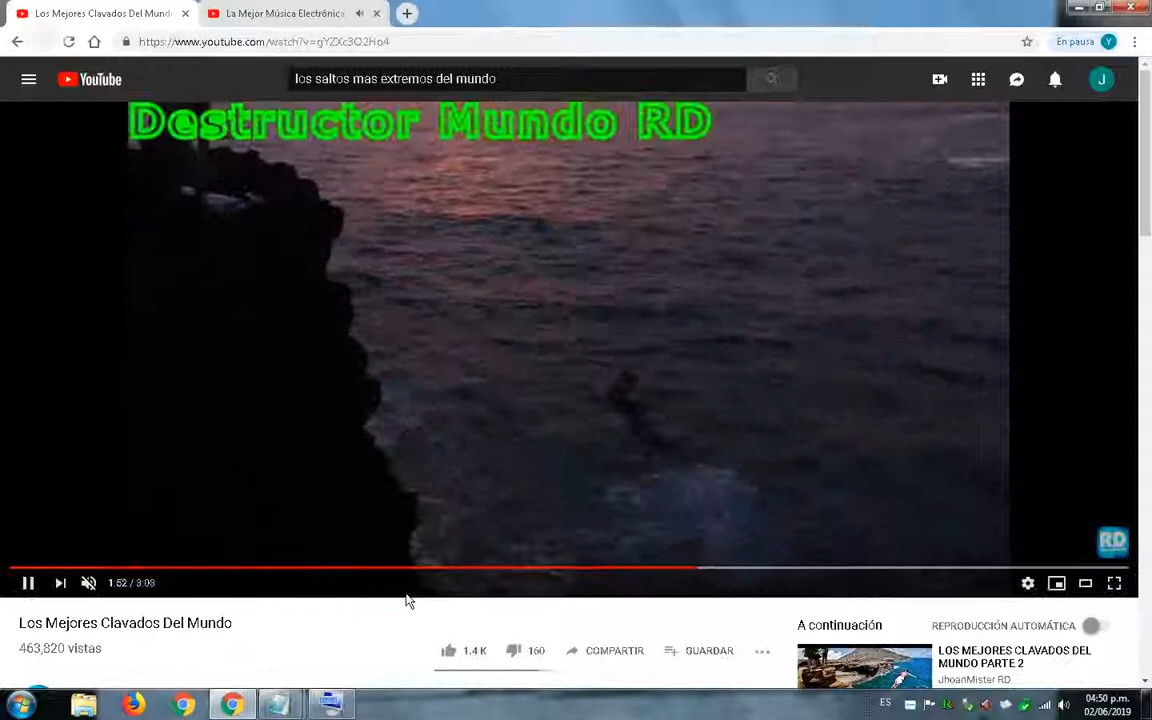 Los Mejores Clavados Del Mund
La Mejor Música Electrónica
https://www.youtube.com/watch?v=gYZXc3O2Ho4
En pausa
Y
YouTube
los saltos mas extremos del mundo
J
Destructor Mundo RD
RD
1:52 / 3:03
Los Mejores Clavados Del Mundo
463,820 vistas
1.4 K
160
COMPARTIR
GUARDAR
A continuación
REPRODUCCIÓN AUTOMÁTICA
LOS MEJORES CLAVADOS DEL
MUNDO PARTE 2
JhoanMister RD
ES
04:50 p.m.
02/06/2019